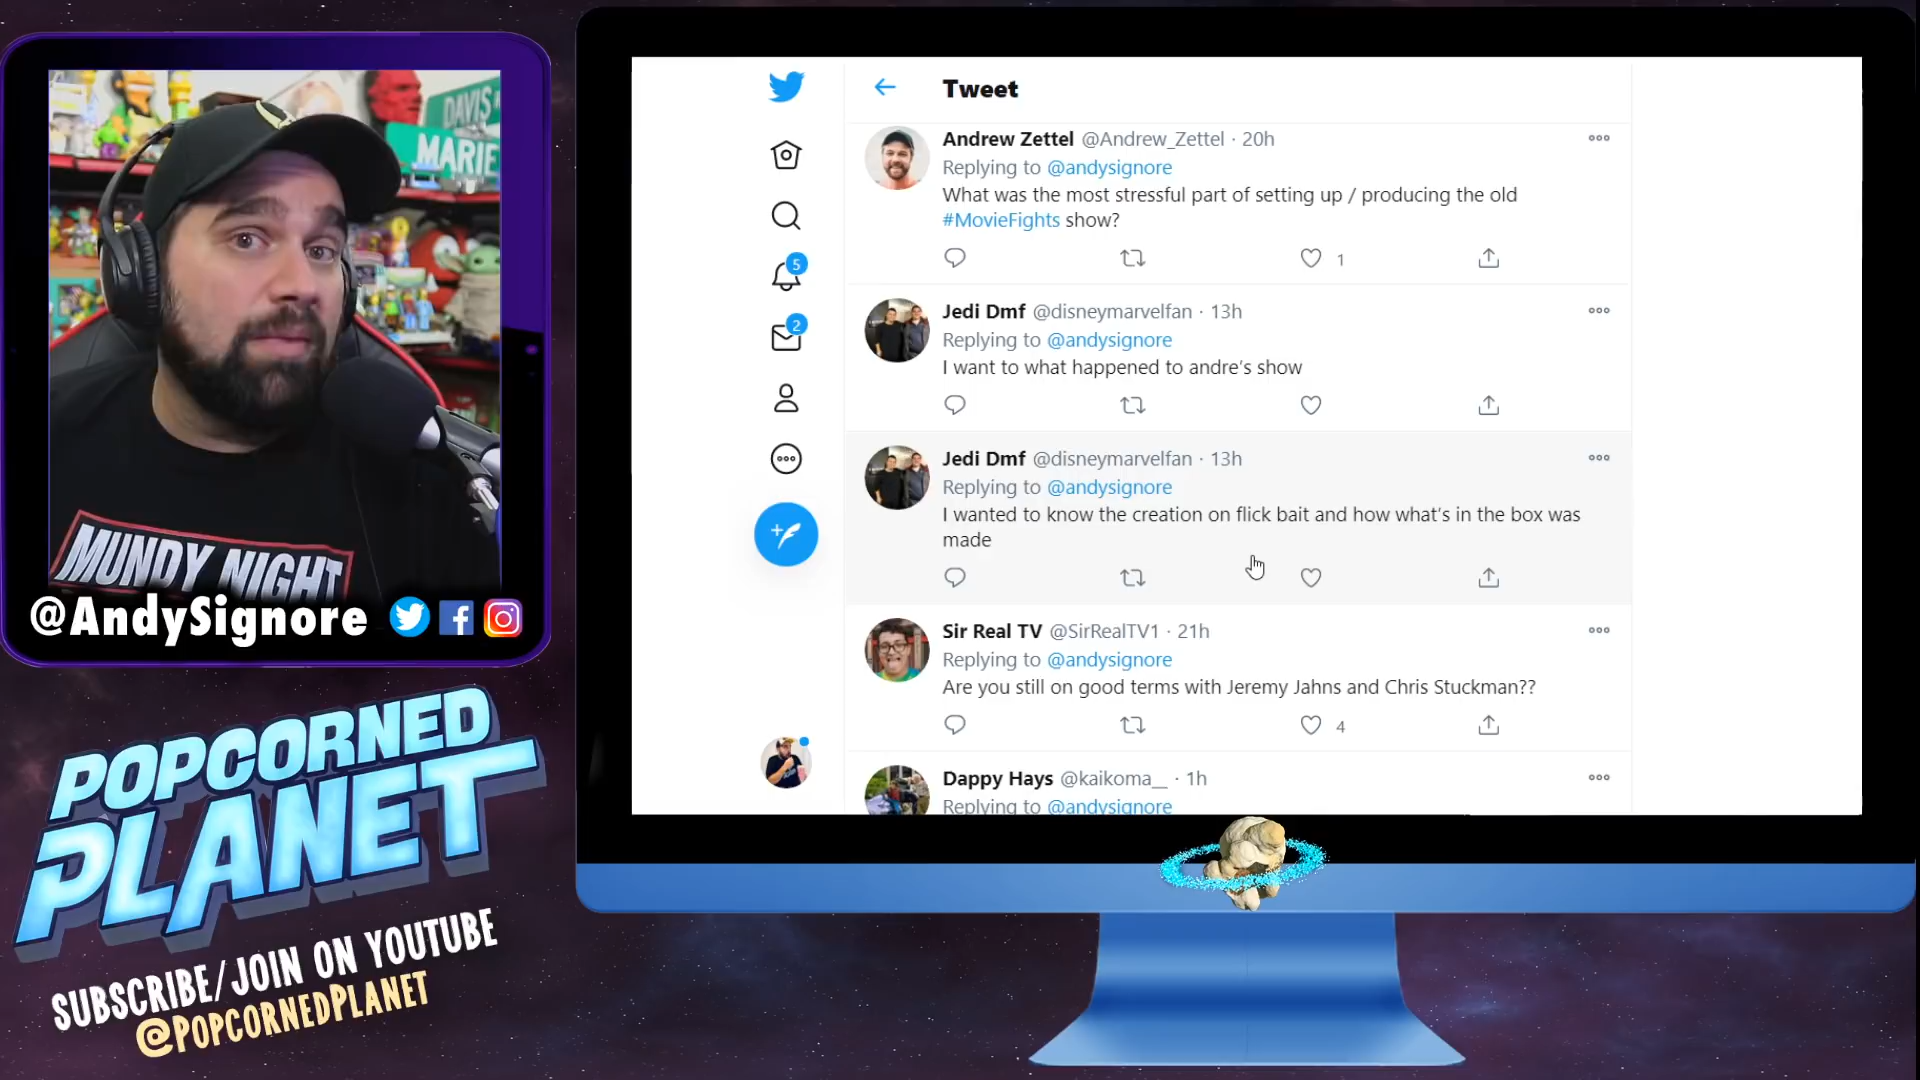 DAVIS
MARIE
MUNDY NIGHT
@AndySignore
POPCORNED
PLANET
SUBSCRIBE/JOIN ON YOUTUBE
@POPCORNEDPLANET
Tweet
5
2
Andrew Zettel @Andrew_Zettel · 20h
Replying to @andysignore
What was the most stressful part of setting up / producing the old
#MovieFights show?
1
Jedi Dmf @disneymarvelfan · 13h
Replying to @andysignore
I want to what happened to andre's show
Jedi Dmf @disneymarvelfan · 13h
Replying to @andysignore
I wanted to know the creation on flick bait and how what's in the box was
made
Sir Real TV @SirRealTV1 · 21h
Replying to @andysignore
Are you still on good terms with Jeremy Jahns and Chris Stuckman??
4
Dappy Hays @kaikoma__ · 1h
Replying to @andysignore